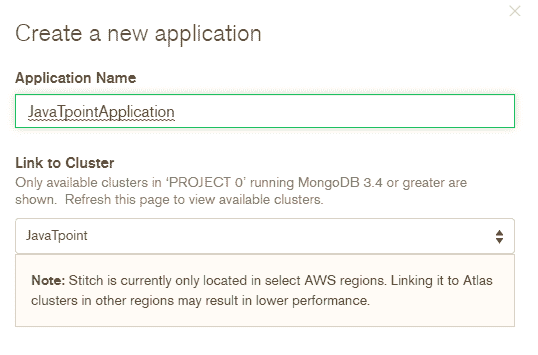 Create a new application
Application Name
JavaTpointApplication
Link to Cluster
Only available clusters in ‘PROJECT 0’ running MongoDB 3.4 or greater are
shown. Refresh this page to view available clusters.
JavaTpoint
Note: Stitch is currently only located in select AWS regions. Linking it to Atlas
clusters in other regions may result in lower performance.